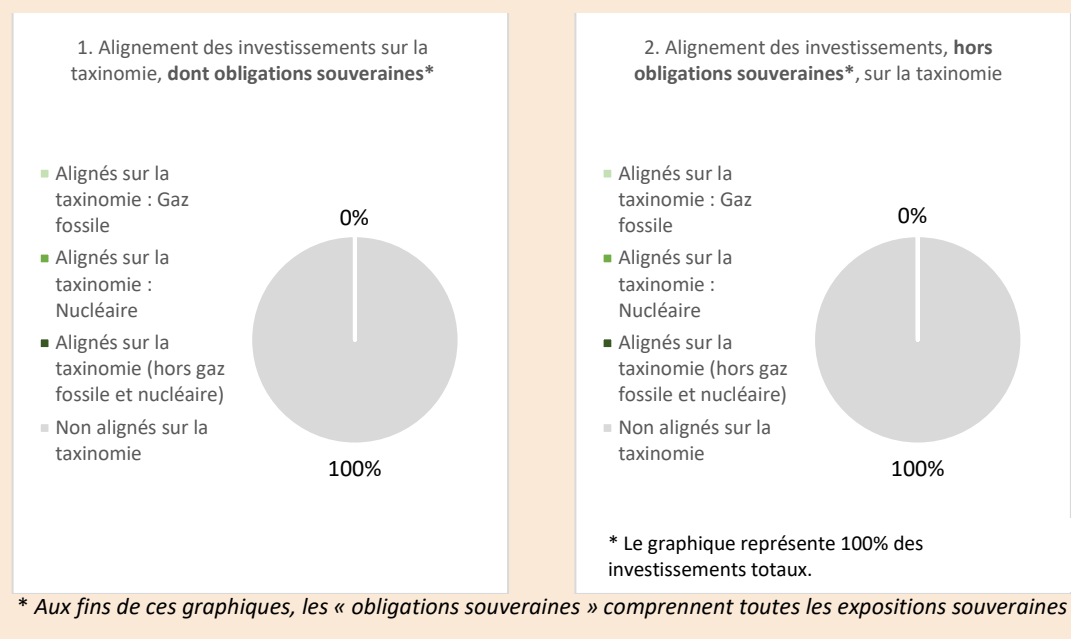 1. Alignement des investissements sur la
taxinomie, dont obligations souveraines*
Alignés sur la
taxinomie : Gaz
fossile
Alignés sur la
taxinomie :
Nucléaire
Alignés sur la
taxinomie (hors gaz
fossile et nucléaire)
Non alignés sur la
taxinomie
0%
100%
2. Alignement des investissements, hors
obligations souveraines*, sur la taxinomie
Alignés sur la
taxinomie : Gaz
fossile
Alignés sur la
taxinomie :
Nucléaire
Alignés sur la
taxinomie (hors gaz
fossile et nucléaire)
Non alignés sur la
taxinomie
0%
100%
* Le graphique représente 100% des
investissements totaux.
* Aux fins de ces graphiques, les « obligations souveraines » comprennent toutes les expositions souveraines